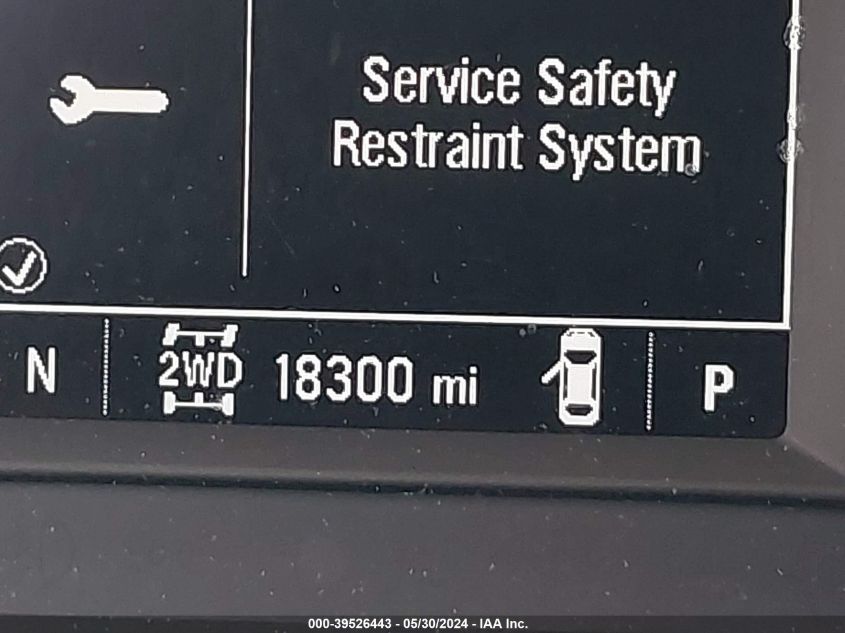 Service Safety
Restraint System
N 2WD 18300 mi P
000-39526443 - 05/30/2024 - IAA Inc.